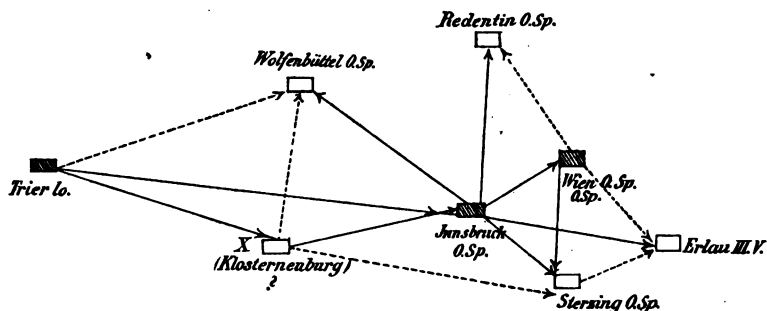 Redentin O.Sp.
Wolfenbüttel O.Sp.
Trier lo.
Wien O.Sp.
O.Sp.
X
(Klosterneuburg)
?
Innsbruck
O.Sp.
Erlau III.V.
Sterzing O.Sp.